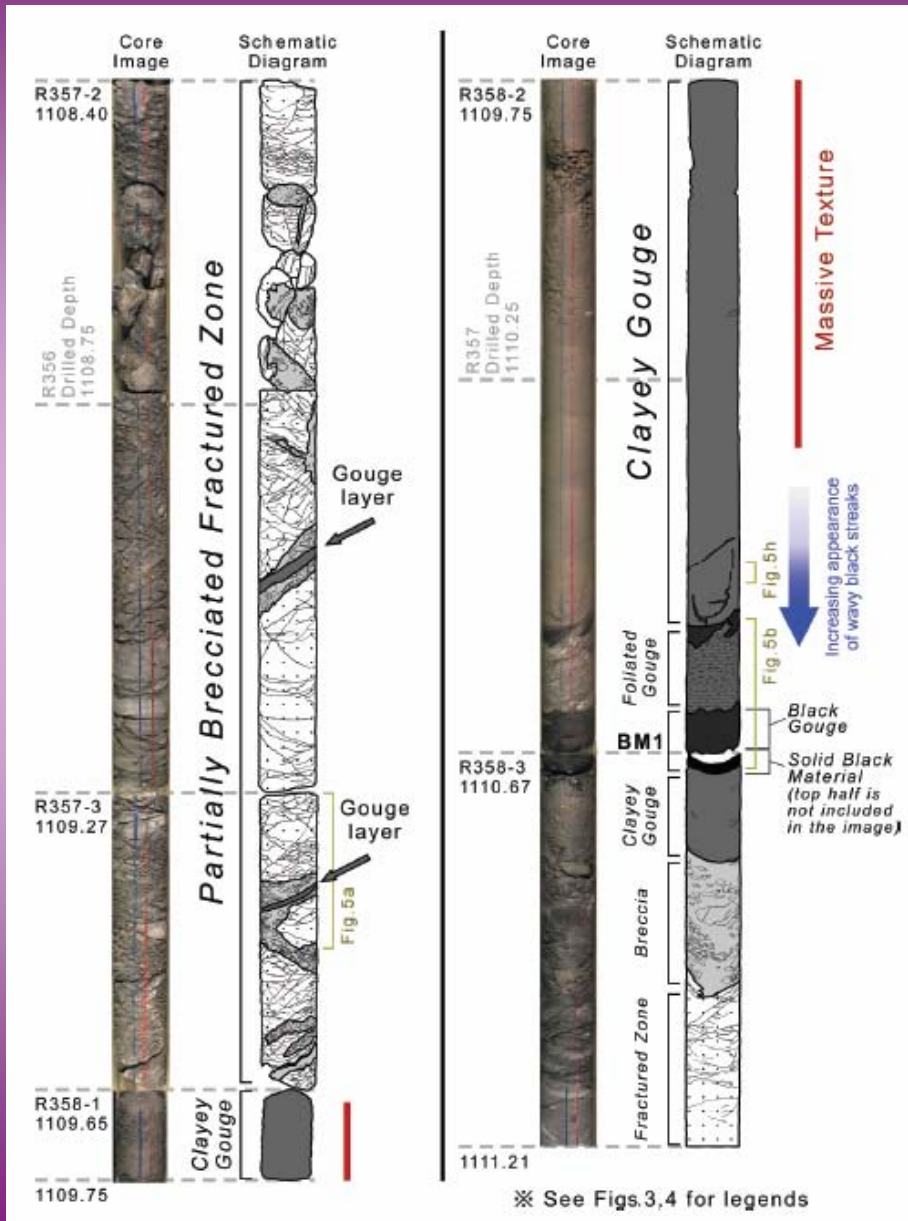 Core
Image
Schematic
Diagram
R357-2
1108.40
R356
Drilled Depth
1108.75
Partially Brecciated Fractured Zone
Gouge
layer
R357-3
1109.27
Gouge
layer
Fig.5a
R358-1
1109.65
Clayey
Gouge
1109.75
Core
Image
Schematic
Diagram
R358-2
1109.75
R357
Drilled Depth
1110.25
Clayey Gouge
Massive Texture
Fig.5h
Increasing appearance
of wavy black streaks
Foliated
Gouge
Fig.5b
BM1
Black
Gouge
R358-3
1110.67
Solid Black
Material
(top half is
not included
in the image)
Clayey
Gouge
Breccia
Fractured Zone
1111.21
※ See Figs.3,4 for legends